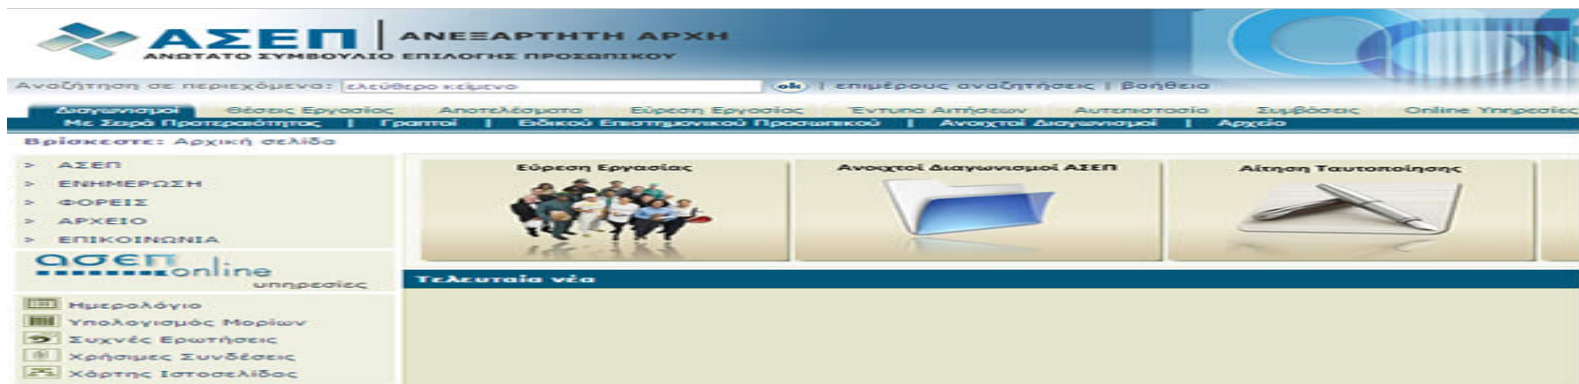 ΑΣΕΠ
ΑΝΕΞΑΡΤΗΤΗ ΑΡΧΗ
ΑΝΩΤΑΤΟ ΣΥΜΒΟΥΛΙΟ ΕΠΙΛΟΓΗΣ ΠΡΟΣΩΠΙΚΟΥ
Αναζήτηση σε περιεχόμενα: ελεύθερο κείμενο ok | επιμέρους αναζητήσεις | βοήθεια
Διαγωνισμοί Θέσεις Εργασίας Αποτελέσματα Εύρεση Εργασίας Έντυπα Αιτήσεων Αυτεπιστασία Συμβάσεις Online Υπηρεσίες
Με Σειρά Προτεραιότητας | Γραπτοί | Ειδικού Επιστημονικού Προσωπικού | Ανοιχτοί Διαγωνισμοί | Αρχείο
Βρίσκεστε: Αρχική σελίδα
> ΑΣΕΠ
> ΕΝΗΜΕΡΩΣΗ
> ΦΟΡΕΙΣ
> ΑΡΧΕΙΟ
> ΕΠΙΚΟΙΝΩΝΙΑ
Εύρεση Εργασίας
Ανοιχτοί Διαγωνισμοί ΑΣΕΠ
Αίτηση Ταυτοποίησης
ασεπ online
υπηρεσίες
Τελευταία νέα
Ημερολόγιο
Υπολογισμός Μορίων
Συχνές Ερωτήσεις
Χρήσιμες Συνδέσεις
Χάρτης Ιστοσελίδας